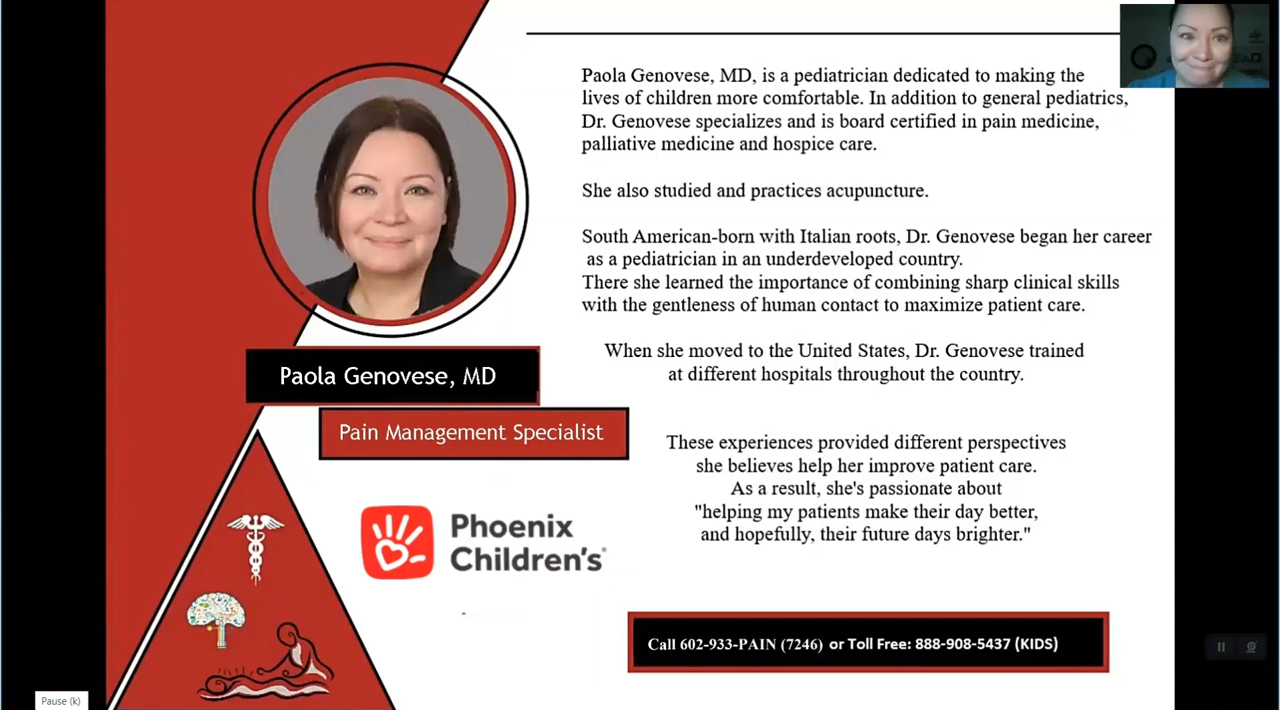 Paola Genovese, MD, is a pediatrician dedicated to making the
lives of children more comfortable. In addition to general pediatrics,
Dr. Genovese specializes and is board certified in pain medicine,
palliative medicine and hospice care.
She also studied and practices acupuncture.
South American-born with Italian roots, Dr. Genovese began her career
as a pediatrician in an underdeveloped country.
There she learned the importance of combining sharp clinical skills
with the gentleness of human contact to maximize patient care.
When she moved to the United States, Dr. Genovese trained
at different hospitals throughout the country.
These experiences provided different perspectives
she believes help her improve patient care.
As a result, she's passionate about
"helping my patients make their day better,
and hopefully, their future days brighter."
Paola Genovese, MD
Pain Management Specialist
Phoenix
Children's
Call 602-933-PAIN (7246) or Toll Free: 888-908-5437 (KIDS)
Pause (k)